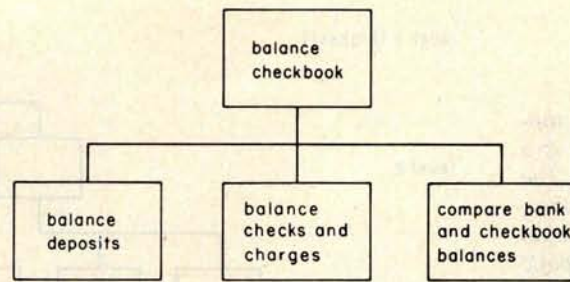 balance
checkbook
balance
deposits
balance
checks and
charges
compare bank
and checkbook
balances